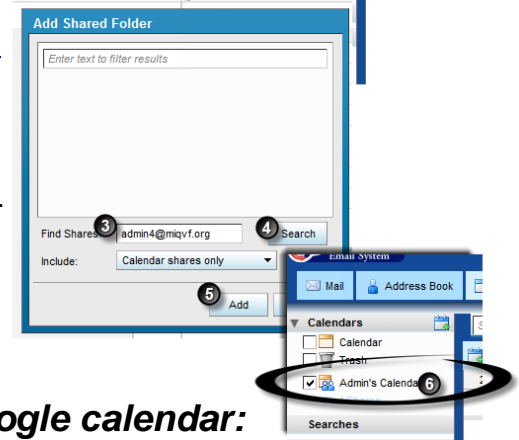 Add Shared Folder
Enter text to filter results
Find Shares 3 admin4@miqvf.org 4 Search
Include: Calendar shares only
5 Add
Email System
Mail Address Book
Calendars
Calendar
Trash
Admin's Calendar 6
Searches
ogle calendar: